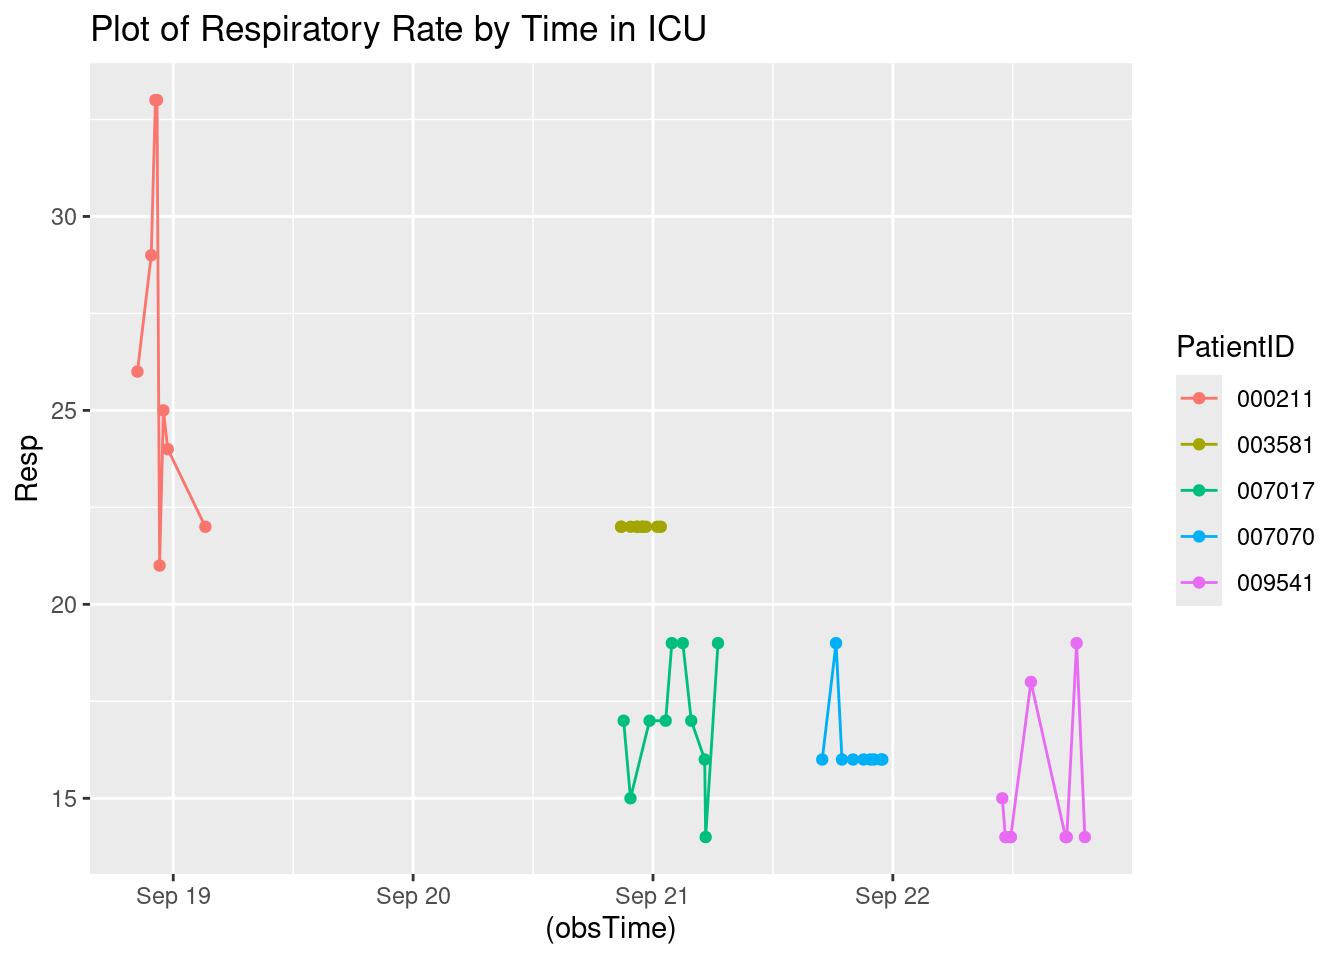 Plot of Respiratory Rate by Time in ICU
30
25
20
15
Resp
Sep 19
Sep 20
Sep 21
Sep 22
(obsTime)
PatientID
000211
003581
007017
007070
009541